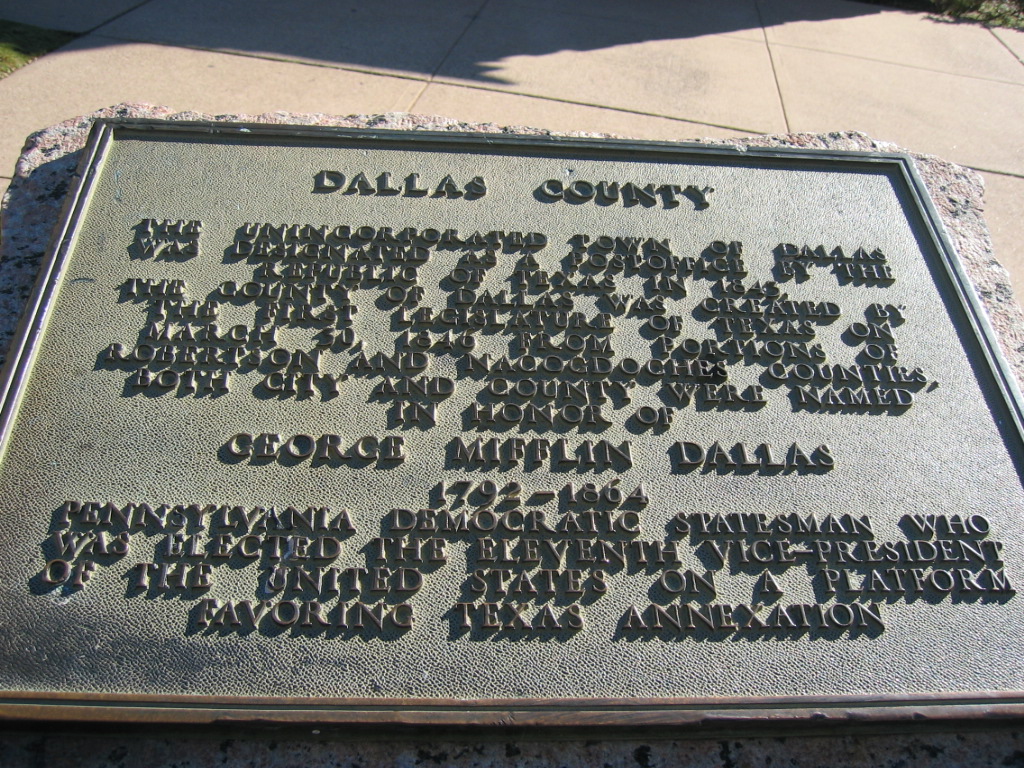 DALLAS COUNTY
THE UNINCORPORATED TOWN OF DALLAS
WAS DESIGNATED AS A POSTOFFICE BY THE
REPUBLIC OF TEXAS IN 1843,
THE COUNTY OF DALLAS WAS CREATED BY
THE FIRST LEGISLATURE OF TEXAS ON
MARCH 30, 1846 FROM PORTIONS OF
ROBERTSON AND NACOGDOCHES COUNTIES,
BOTH CITY AND COUNTY WERE NAMED
IN HONOR OF
GEORGE MIFFLIN DALLAS
1792-1864
PENNSYLVANIA DEMOCRATIC STATESMAN WHO
WAS ELECTED THE ELEVENTH VICE-PRESIDENT
OF THE UNITED STATES ON A PLATFORM
FAVORING TEXAS ANNEXATION